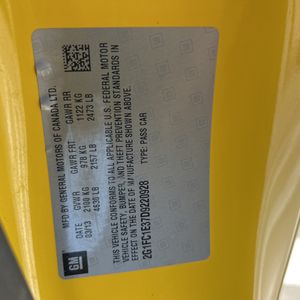 MFD BY GENERAL MOTORS OF CANADA LTD.
DATE GVWR GAWR FRT GAWR RR
03/13 2100 KG 978 KG 1122 KG
4630 LB 2157 LB 2473 LB
THIS VEHICLE CONFORMS TO ALL APPLICABLE U.S. FEDERAL MOTOR
VEHICLE SAFETY, BUMPER, AND THEFT PREVENTION STANDARDS IN
EFFECT ON THE DATE OF MANUFACTURE SHOWN ABOVE.
2G1FC1E37D9220928 TYPE: PASS CAR
GM